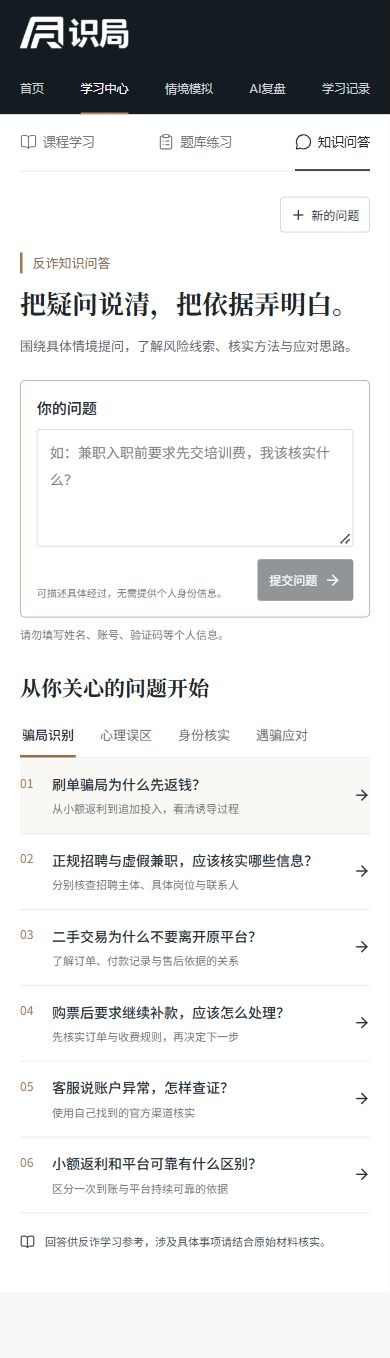 识局
首页 学习中心 情境模拟 AI复盘 学习记录
课程学习 题库练习 知识问答
+ 新的问题
反诈知识问答
把疑问说清，把依据弄明白。
围绕具体情境提问，了解风险线索、核实方法与应对思路。
你的问题
如：兼职入职前要求先交培训费，我该核实什
么？
提交问题 →
可描述具体经过，无需提供个人身份信息。
请勿填写姓名、账号、验证码等个人信息。
从你关心的问题开始
骗局识别 心理误区 身份核实 遇骗应对
01 刷单骗局为什么先返钱？
从小额返利到追加投入，看清诱导过程
02 正规招聘与虚假兼职，应该核实哪些信息？
分别核查招聘主体、具体岗位与联系人
03 二手交易为什么不要离开原平台？
了解订单、付款记录与售后依据的关系
04 购票后要求继续补款，应该怎么处理？
先核实订单与收费规则，再决定下一步
05 客服说账户异常，怎样查证？
使用自己找到的官方渠道核实
06 小额返利和平台可靠有什么区别？
区分一次到账与平台持续可靠的依据
回答供反诈学习参考，涉及具体事项请结合原始材料核实。